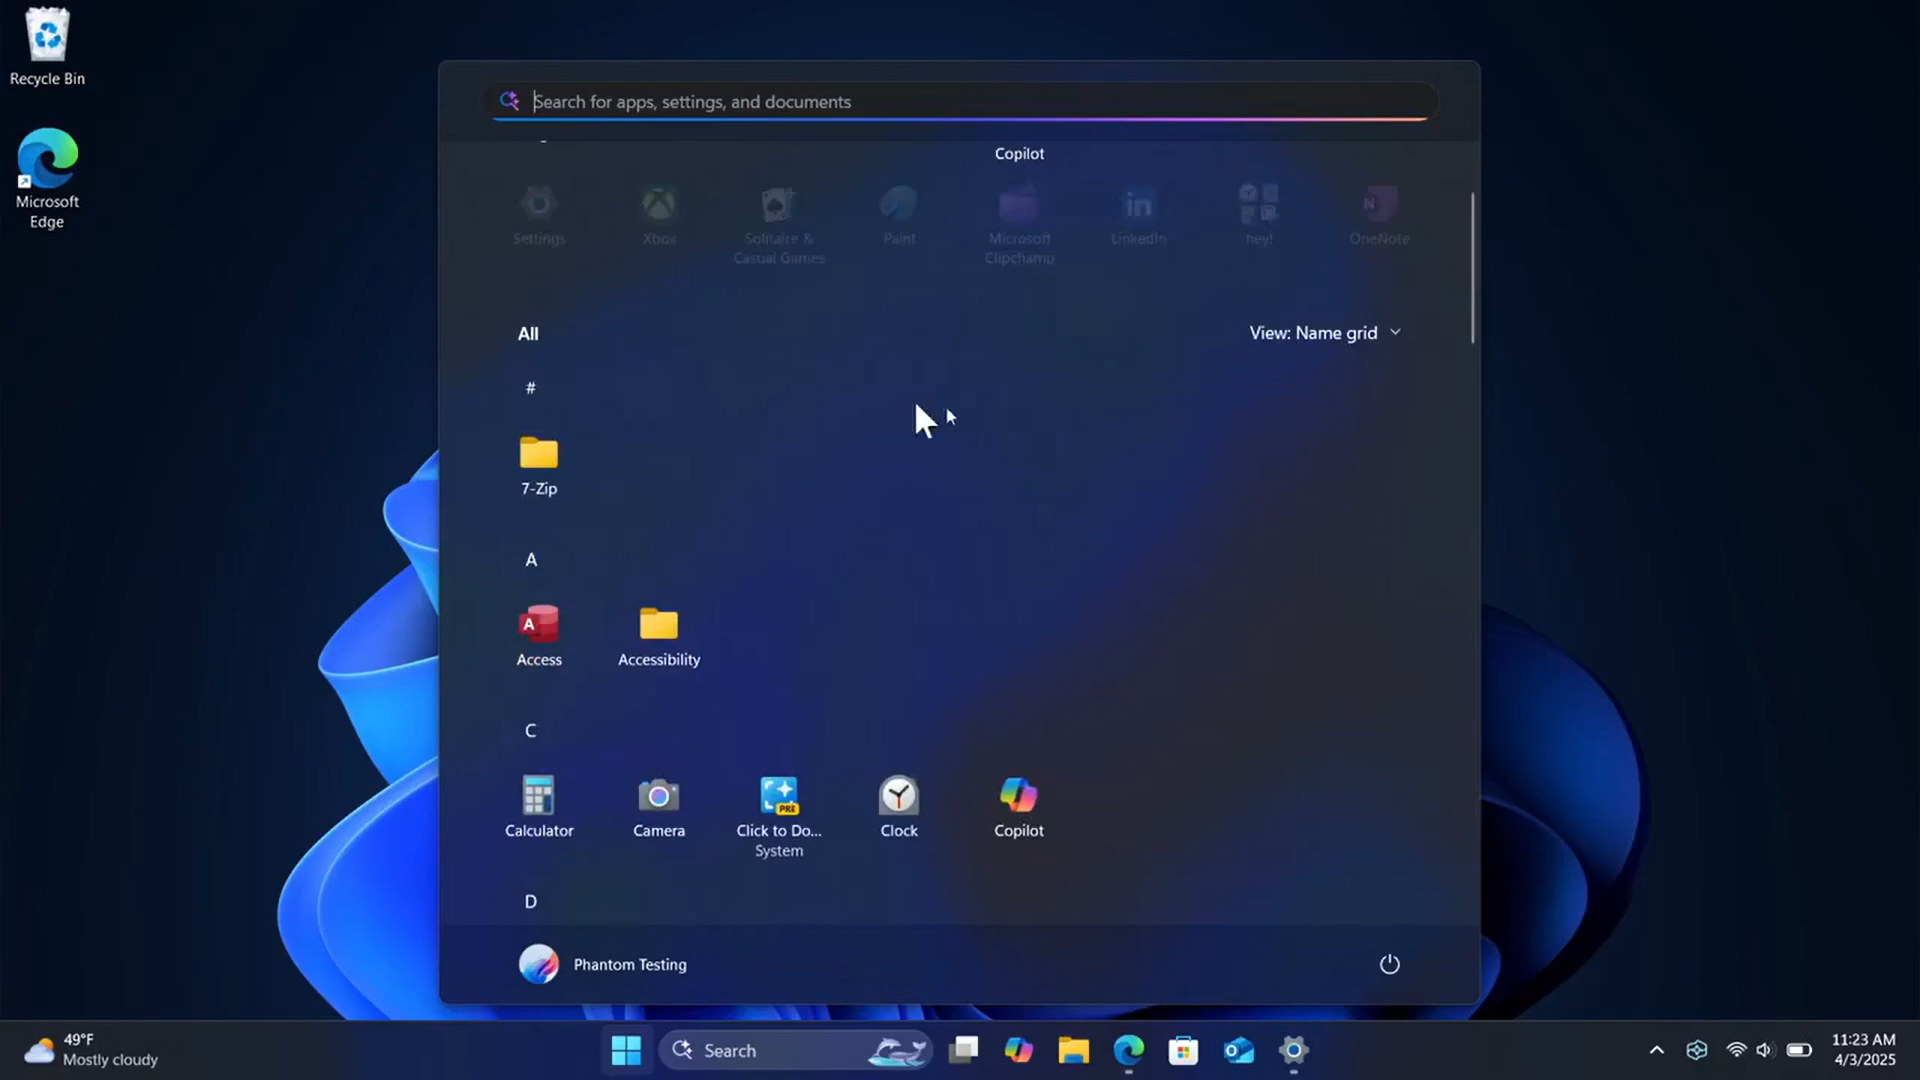 Recycle Bin
Microsoft
Edge
Search for apps, settings, and documents
Copilot
Settings
Xbox
Solitaire &
Casual Games
Paint
Microsoft
Clipchamp
LinkedIn
hey!
OneNote
All
View: Name grid
#
7-Zip
A
Access
Accessibility
C
Calculator
Camera
Click to Do...
System
PRE
Clock
Copilot
D
Phantom Testing
49°F
Mostly cloudy
Search
11:23 AM
4/3/2025